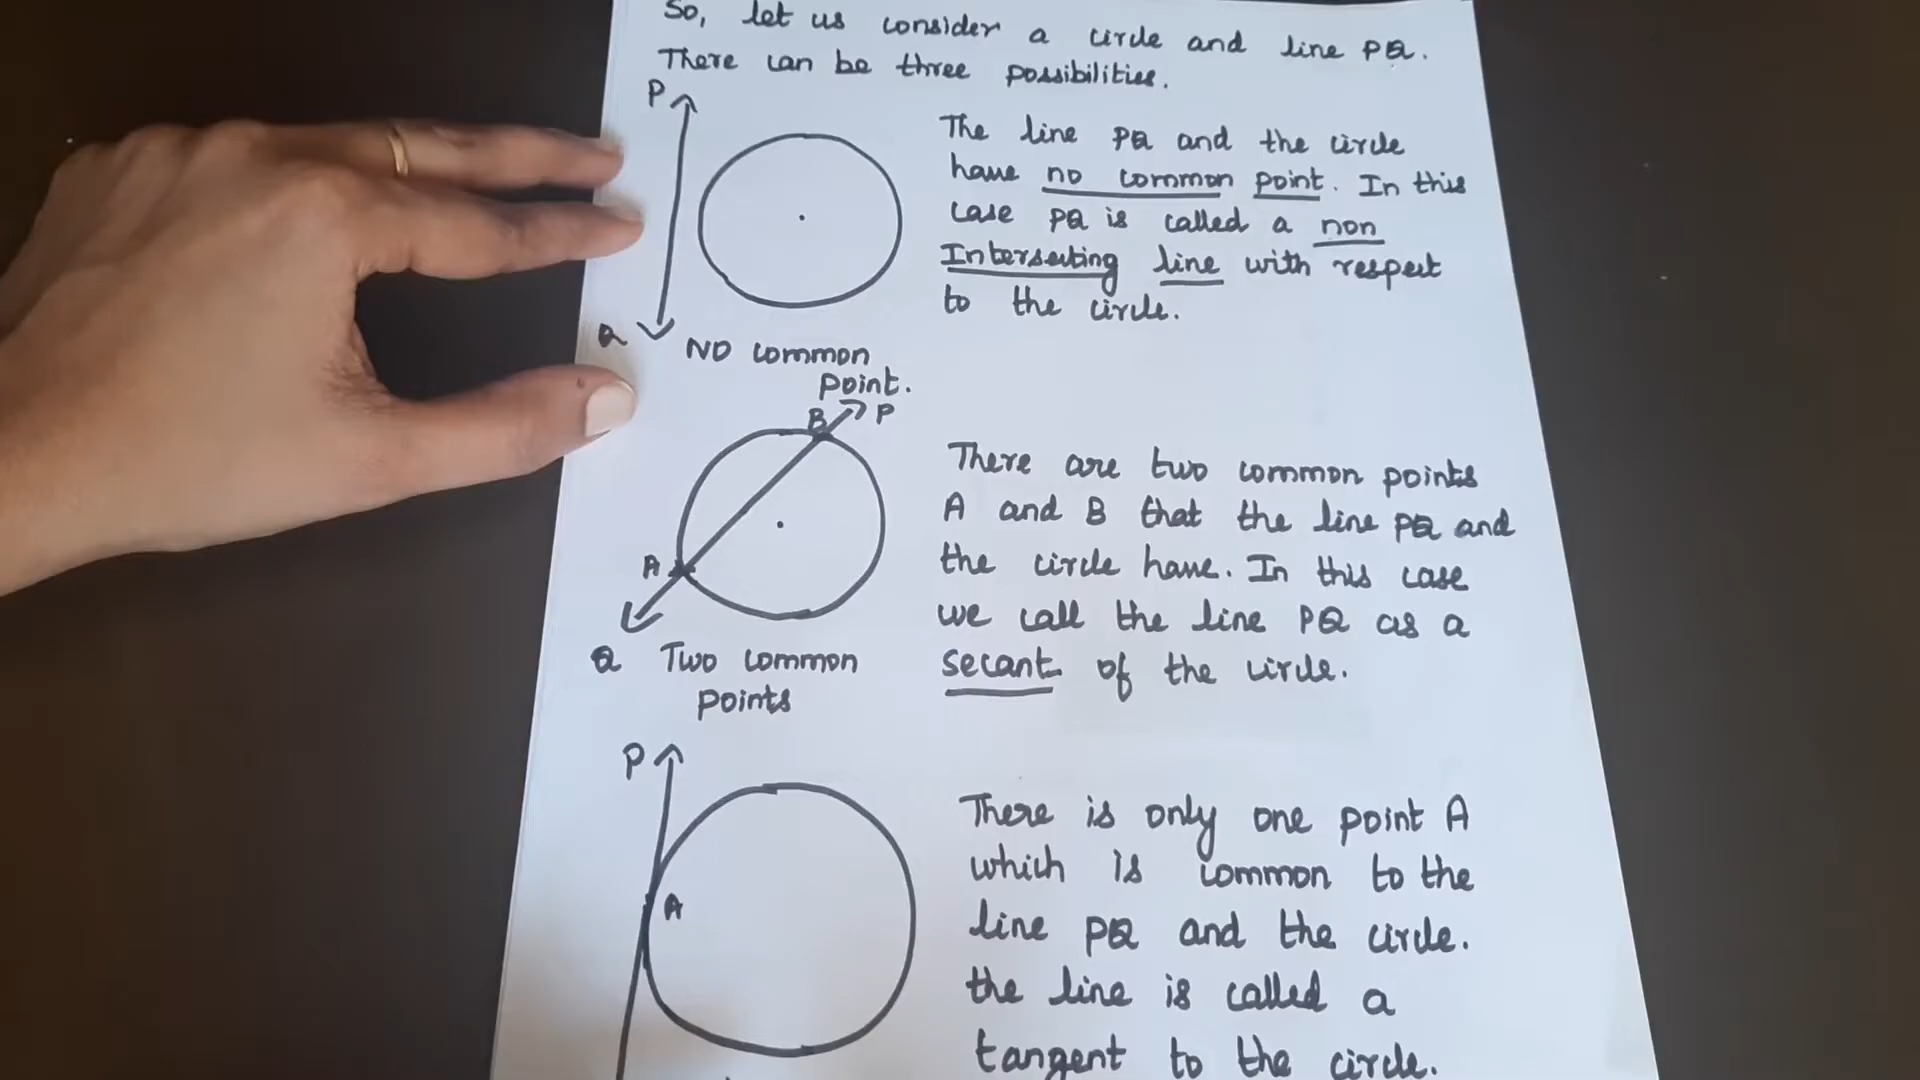 So, let us consider a circle and line PQ.
There can be three possibilities.
P
The line PQ and the circle
have no common point. In this
case PQ is called a non
Intersecting line with respect
to the circle.
Q
NO common
point.
B
P
A
Q
Two common
points
There are two common points
A and B that the line PQ and
the circle have. In this case
we call the line PQ as a
secant of the circle.
P
A
There is only one point A
which is common to the
line PQ and the circle.
the line is called a
tangent to the circle.